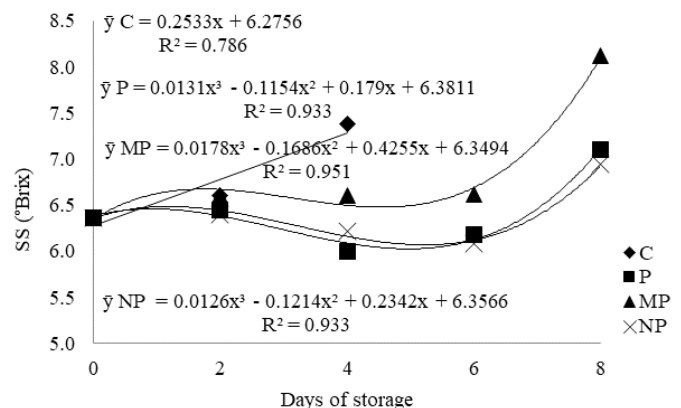 8.5
8.0
7.5
7.0
6.5
6.0
5.5
5.0
SS (ºBrix)
ȳ C = 0.2533x + 6.2756
R² = 0.786
ȳ P = 0.0131x³ - 0.1154x² + 0.179x + 6.3811
R² = 0.933
ȳ MP = 0.0178x³ - 0.1686x² + 0.4255x + 6.3494
R² = 0.951
ȳ NP = 0.0126x³ - 0.1214x² + 0.2342x + 6.3566
R² = 0.933
C
P
MP
NP
0 2 4 6 8
Days of storage